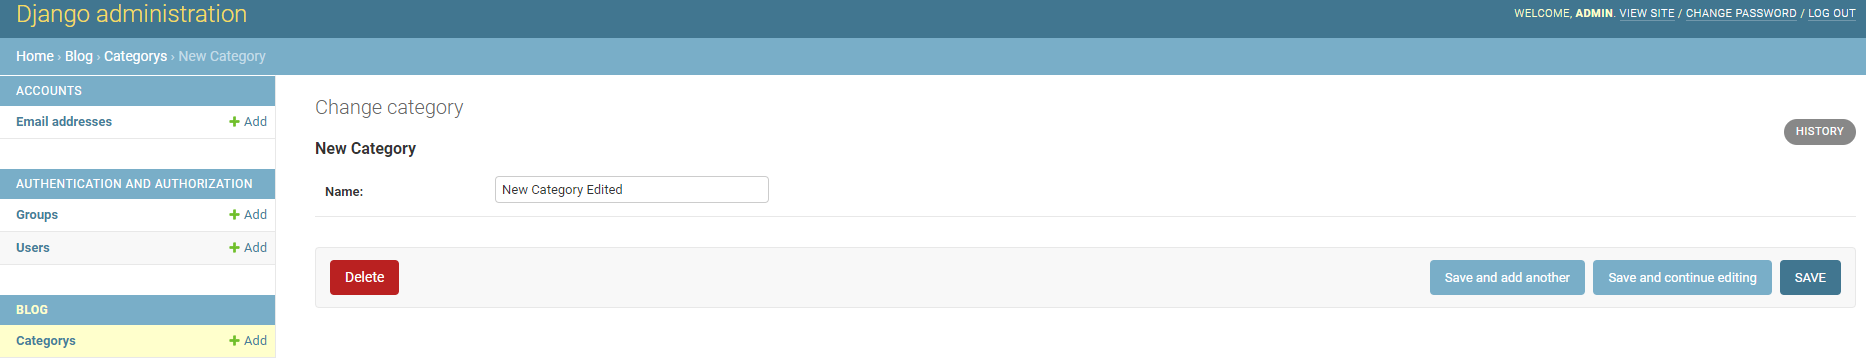 Django administration
WELCOME, ADMIN. VIEW SITE / CHANGE PASSWORD / LOG OUT
Home › Blog › Categorys › New Category
ACCOUNTS
Email addresses + Add
AUTHENTICATION AND AUTHORIZATION
Groups + Add
Users + Add
BLOG
Categorys + Add
Change category
HISTORY
New Category
Name: New Category Edited
Delete Save and add another Save and continue editing SAVE